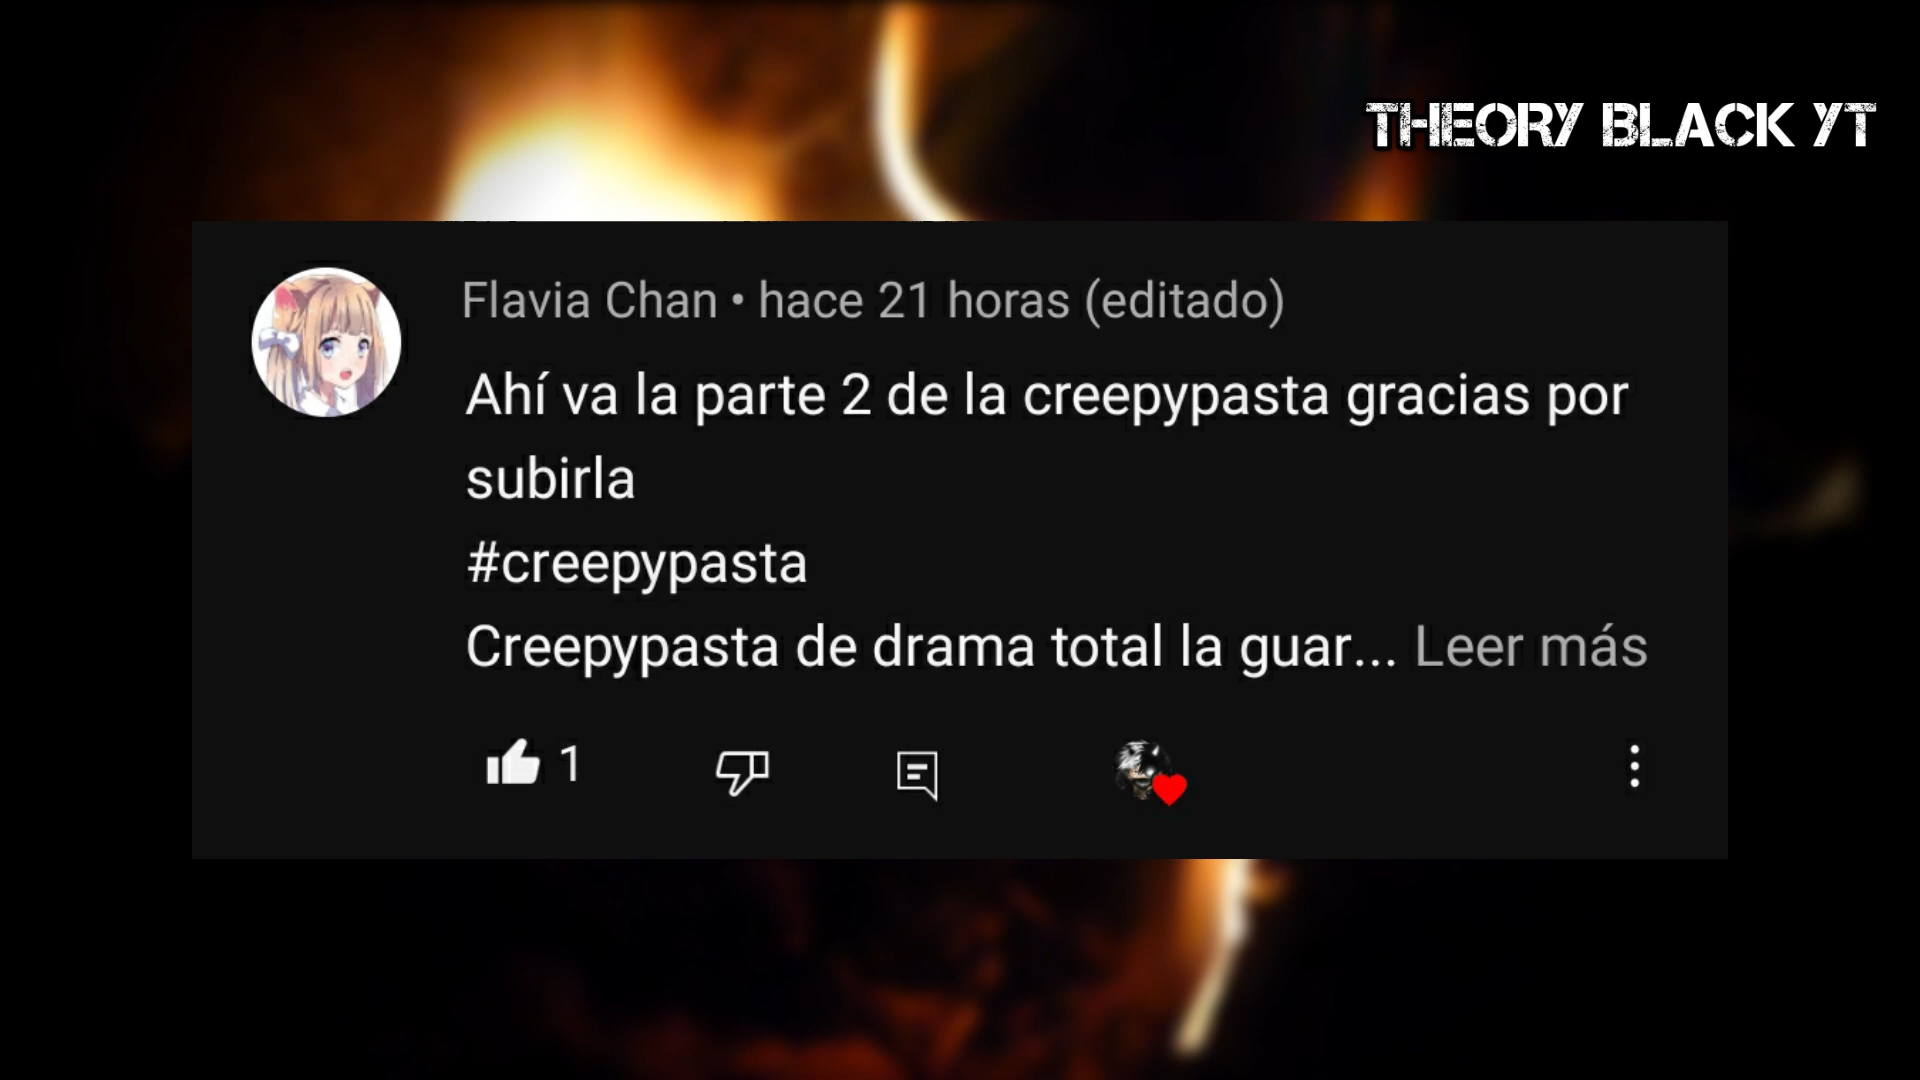 THEORY BLACK YT
Flavia Chan • hace 21 horas (editado)
Ahí va la parte 2 de la creepypasta gracias por
subirla
#creepypasta
Creepypasta de drama total la guar... Leer más
1